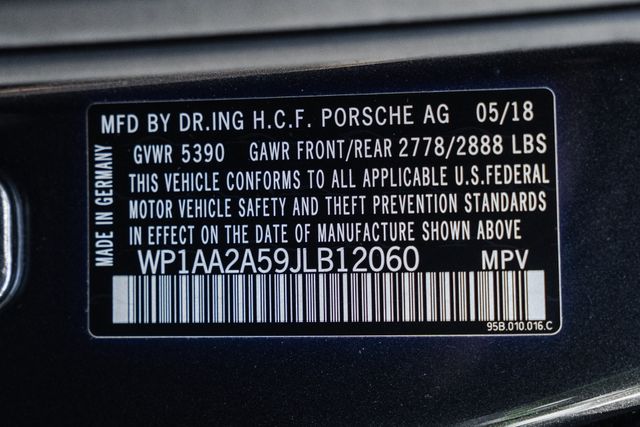 MFD BY DR.ING H.C.F. PORSCHE AG 05/18
GVWR 5390 GAWR FRONT/REAR 2778/2888 LBS
THIS VEHICLE CONFORMS TO ALL APPLICABLE U.S.FEDERAL
MOTOR VEHICLE SAFETY AND THEFT PREVENTION STANDARDS
IN EFFECT ON THE DATE OF MANUFACTURE SHOWN ABOVE
WP1AA2A59JLB12060 MPV
95B.010.016.C
MADE IN GERMANY